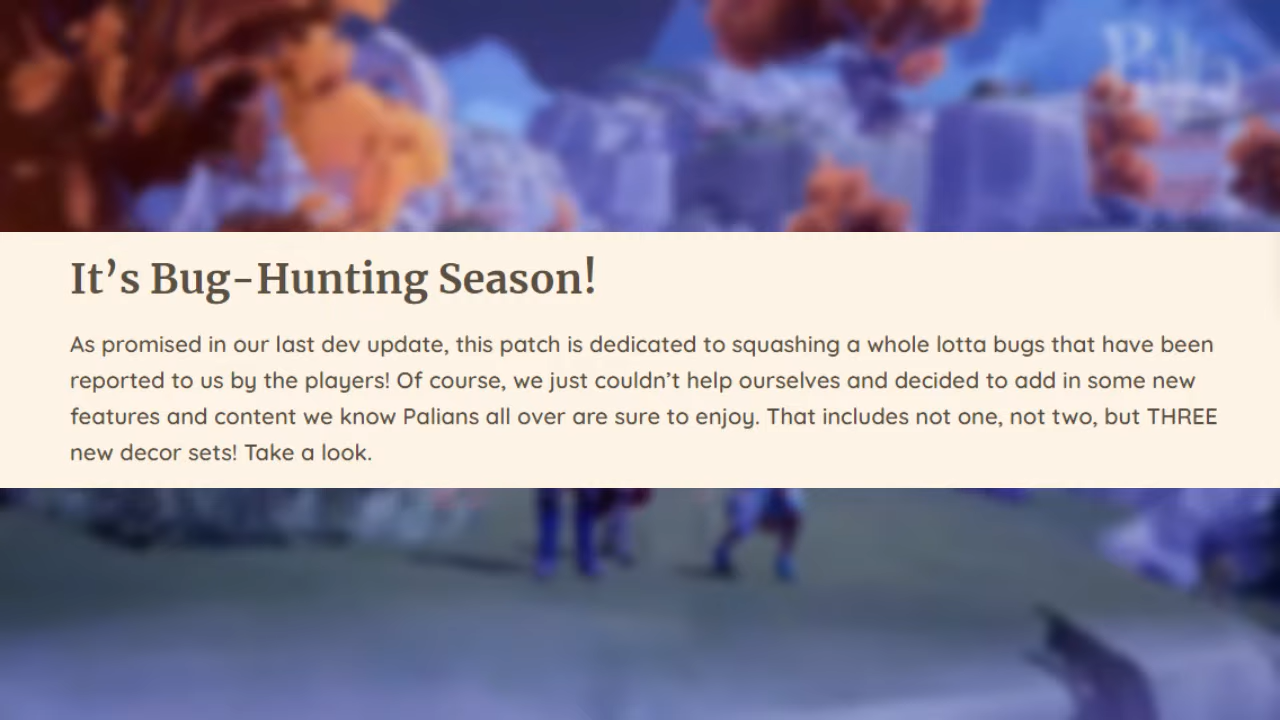 Palia
It’s Bug-Hunting Season!
As promised in our last dev update, this patch is dedicated to squashing a whole lotta bugs that have been
reported to us by the players! Of course, we just couldn’t help ourselves and decided to add in some new
features and content we know Palians all over are sure to enjoy. That includes not one, not two, but THREE
new decor sets! Take a look.